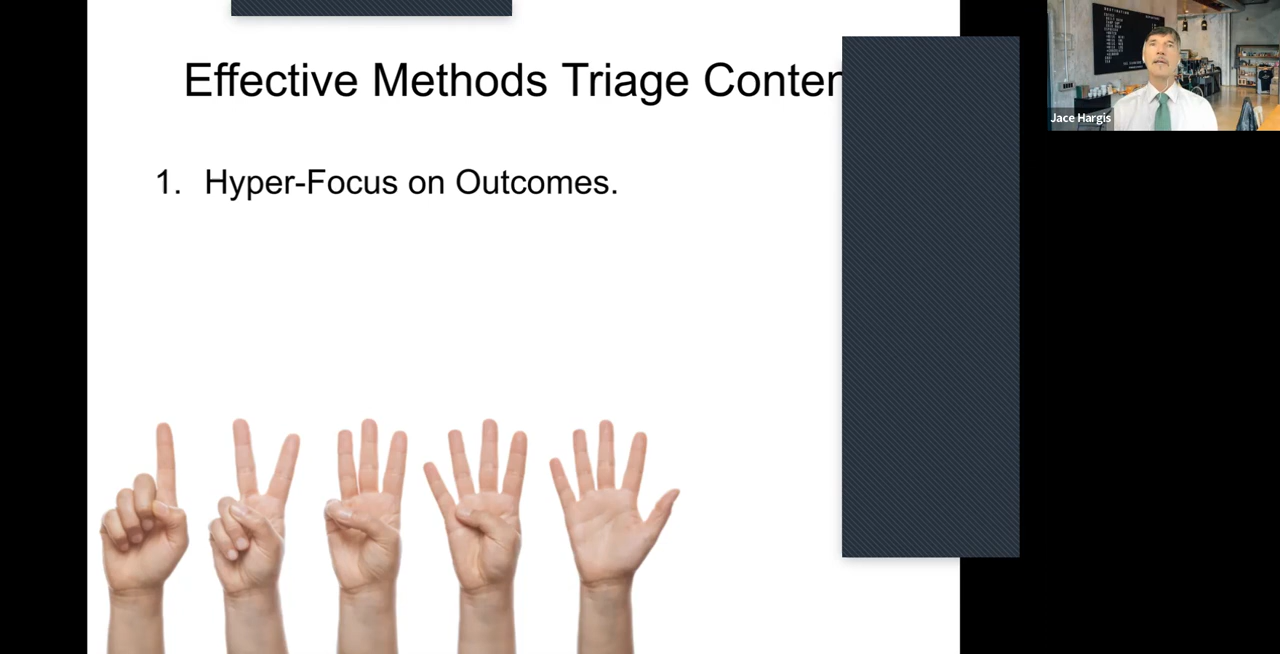 Effective Methods Triage Conten
1. Hyper-Focus on Outcomes.
Jace Hargis